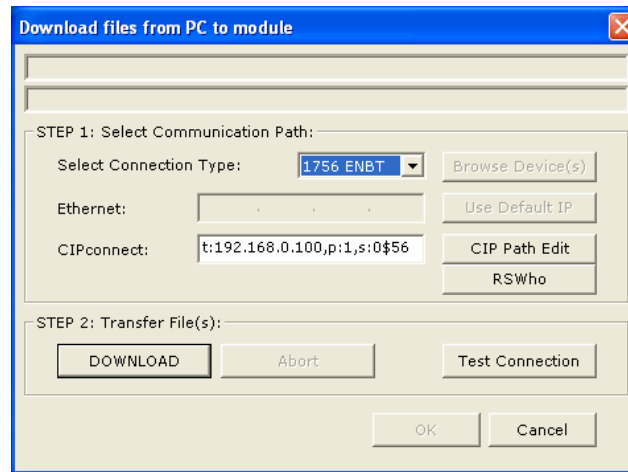 Download files from PC to module
STEP 1: Select Communication Path:
Select Connection Type: 1756 ENBT Browse Device(s)
Ethernet: . . . Use Default IP
CIPconnect: t:192.168.0.100,p:1,s:0$56 CIP Path Edit
RSWho
STEP 2: Transfer File(s):
DOWNLOAD Abort Test Connection
OK Cancel